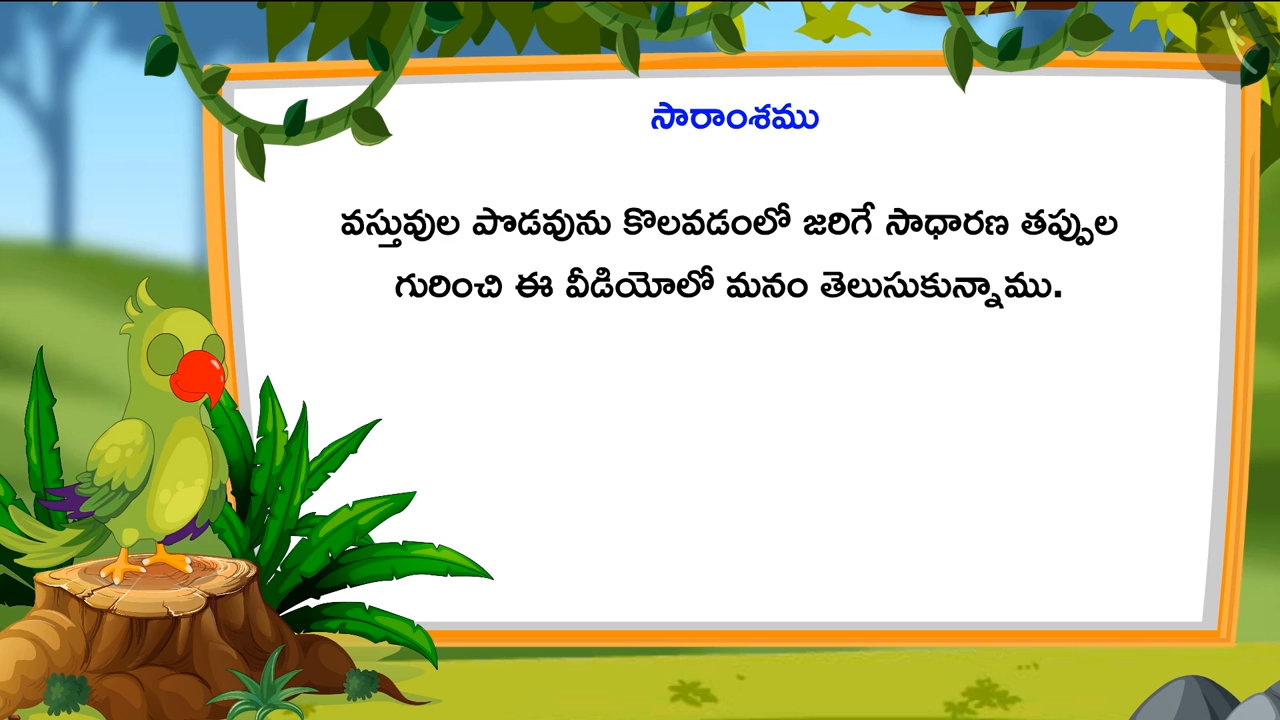 సారాంశము
వస్తువుల పొడవును కొలవడంలో జరిగే సాధారణ తప్పుల
గురించి ఈ వీడియోలో మనం తెలుసుకున్నాము.